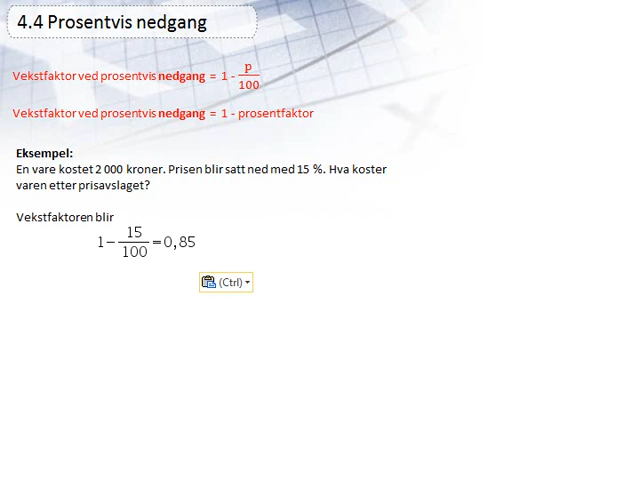 4.4 Prosentvis nedgang
Vekstfaktor ved prosentvis nedgang = 1 - p/100
Vekstfaktor ved prosentvis nedgang = 1 - prosentfaktor
Eksempel:
En vare kostet 2 000 kroner. Prisen blir satt ned med 15 %. Hva koster
varen etter prisavslaget?
Vekstfaktoren blir
1 - 15/100 = 0,85
(Ctrl)